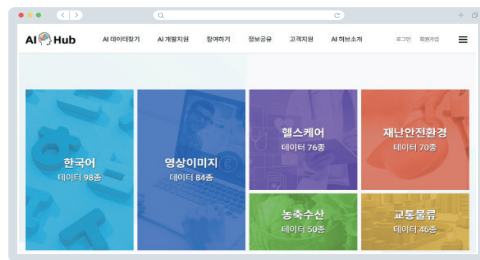 AI Hub
AI 데이터찾기 AI 개발지원 참여하기 정보공유 고객지원 AI 허브소개 로그인 회원가입
한국어
데이터 98종
영상이미지
데이터 84종
헬스케어
데이터 76종
재난안전환경
데이터 70종
농축수산
데이터 50종
교통물류
데이터 46종